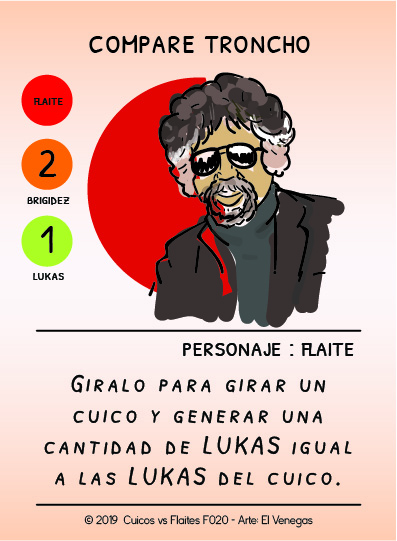 COMPARE TRONCHO
FLAITE
2
BRIGIDEZ
1
LUKAS
PERSONAJE : FLAITE
GIRALO PARA GIRAR UN
CUICO Y GENERAR UNA
CANTIDAD DE LUKAS IGUAL
A LAS LUKAS DEL CUICO.
© 2019 Cuicos vs Flaites F020 - Arte: El Venegas